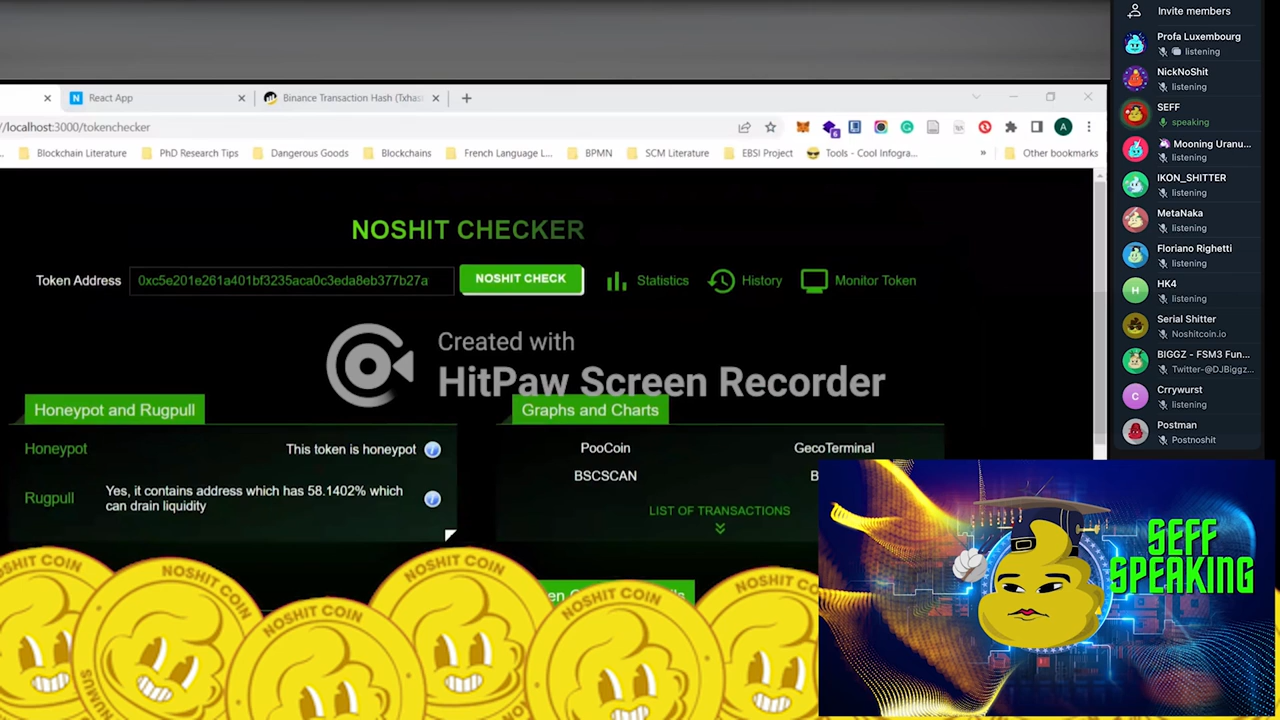 React App
Binance Transaction Hash (Txhas
//localhost:3000/tokenchecker
A
Blockchain Literature
PhD Research Tips
Dangerous Goods
Blockchains
French Language L...
BPMN
SCM Literature
EBSI Project
Tools - Cool Infogra...
»
Other bookmarks
NOSHIT CHECKER
Token Address
0xc5e201e261a401bf3235aca0c3eda8eb377b27a
NOSHIT CHECK
Statistics
History
Monitor Token
Created with
HitPaw Screen Recorder
Honeypot and Rugpull
Honeypot
This token is honeypot
Rugpull
Yes, it contains address which has 58.1402% which
can drain liquidity
Graphs and Charts
PooCoin
GecoTerminal
BSCSCAN
B
LIST OF TRANSACTIONS
NOSHIT COIN
NOSHIT COIN
NUMUS
NOSHIT COIN
NOSHIT COIN
NOSHIT COIN
NOSHIT COIN
Invite members
Profa Luxembourg
listening
NickNoShit
listening
SEFF
speaking
Mooning Uranu...
listening
IKON_SHITTER
listening
MetaNaka
listening
Floriano Righetti
listening
H
HK4
listening
Serial Shitter
Noshitcoin.io
BIGGZ - FSM3 Fun...
Twitter-@DJBiggz...
C
Crrywurst
listening
Postman
Postnoshit
SEFF
SPEAKING